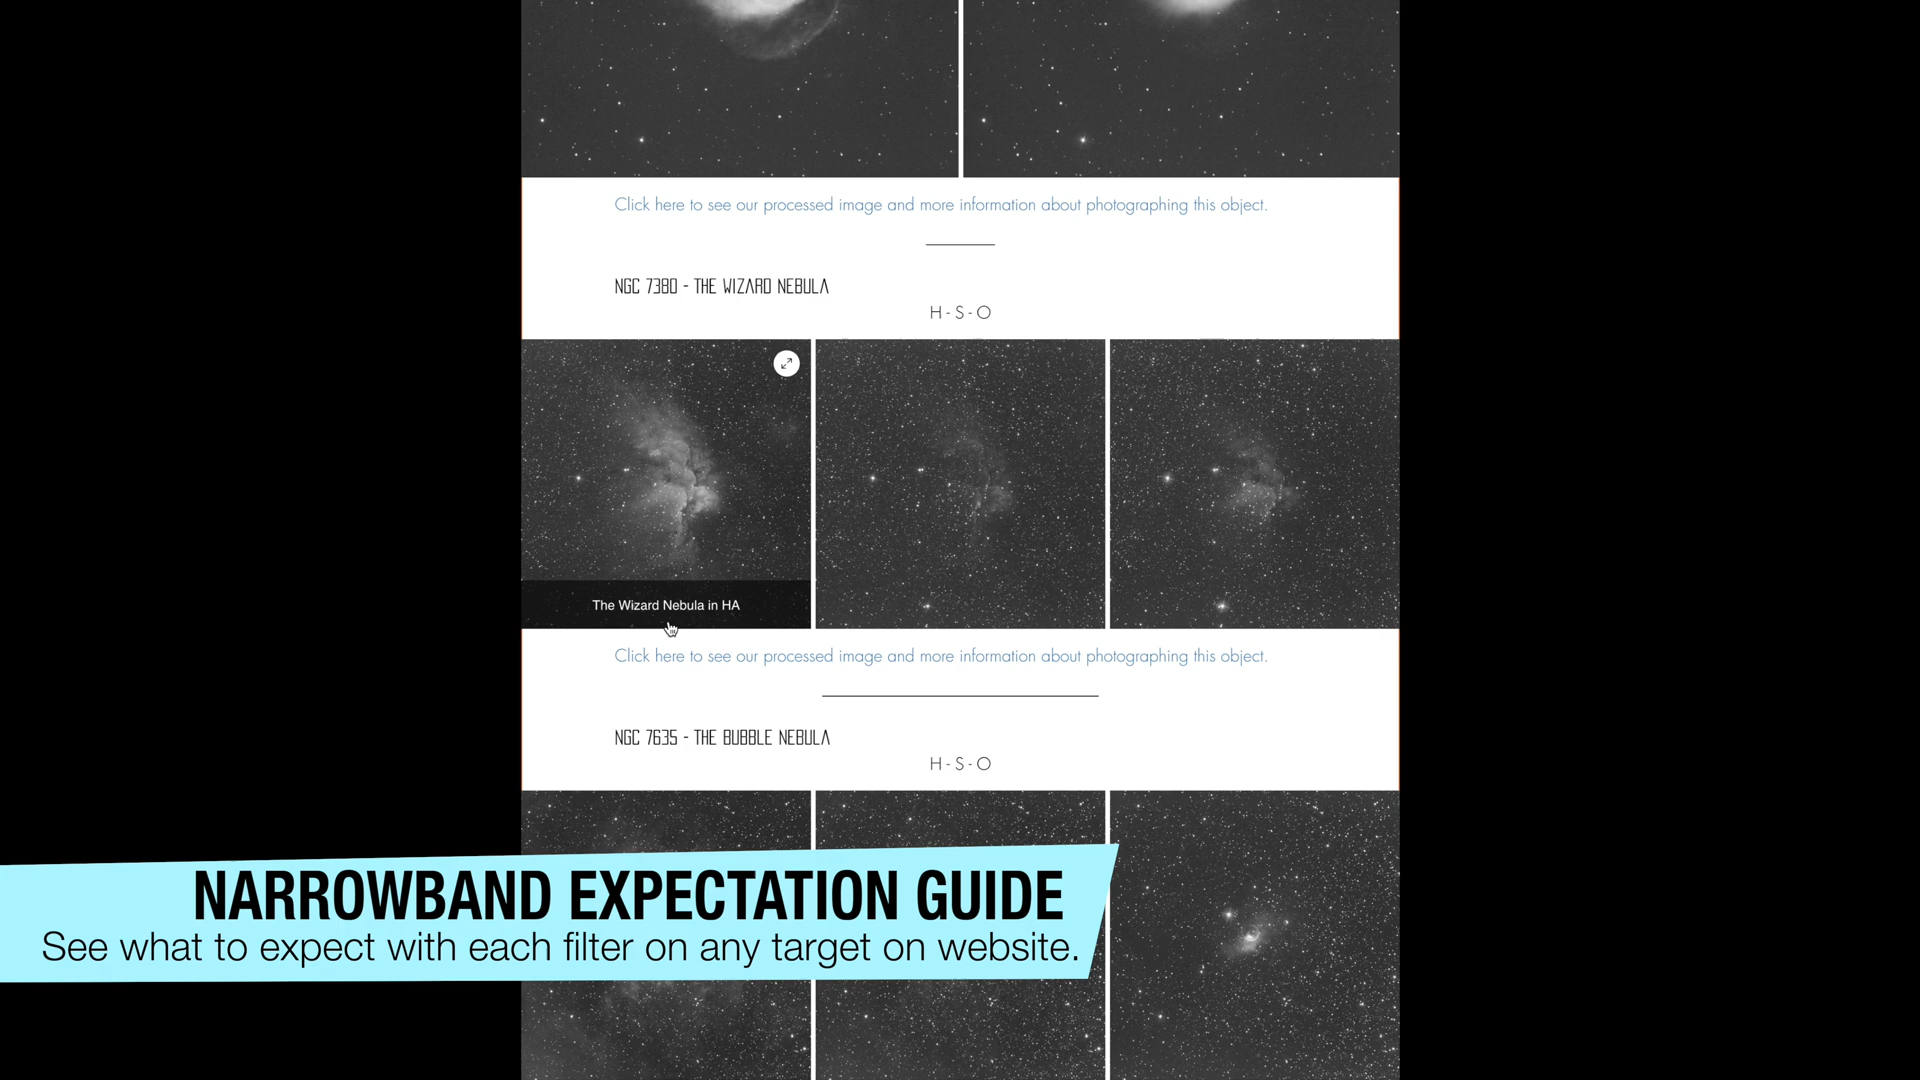 Click here to see our processed image and more information about photographing this object.
NGC 7380 - THE WIZARD NEBULA
H - S - O
The Wizard Nebula in HA
Click here to see our processed image and more information about photographing this object.
NGC 7635 - THE BUBBLE NEBULA
H - S - O
NARROWBAND EXPECTATION GUIDE
See what to expect with each filter on any target on website.